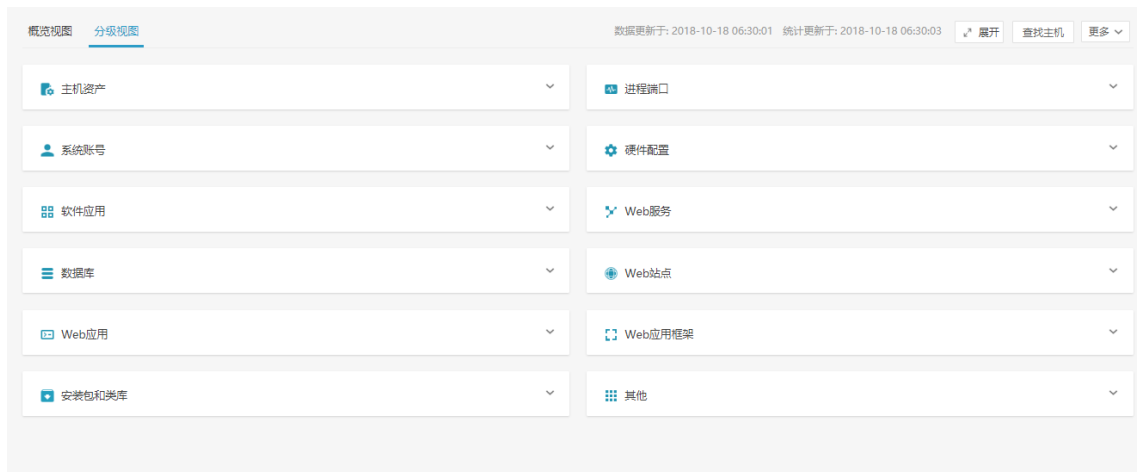 概览视图 分级视图 数据更新于: 2018-10-18 06:30:01 统计更新于: 2018-10-18 06:30:03 展开 查找主机 更多
主机资产 进程端口
系统账号 硬件配置
软件应用 Web服务
数据库 Web站点
Web应用 Web应用框架
安装包和类库 其他